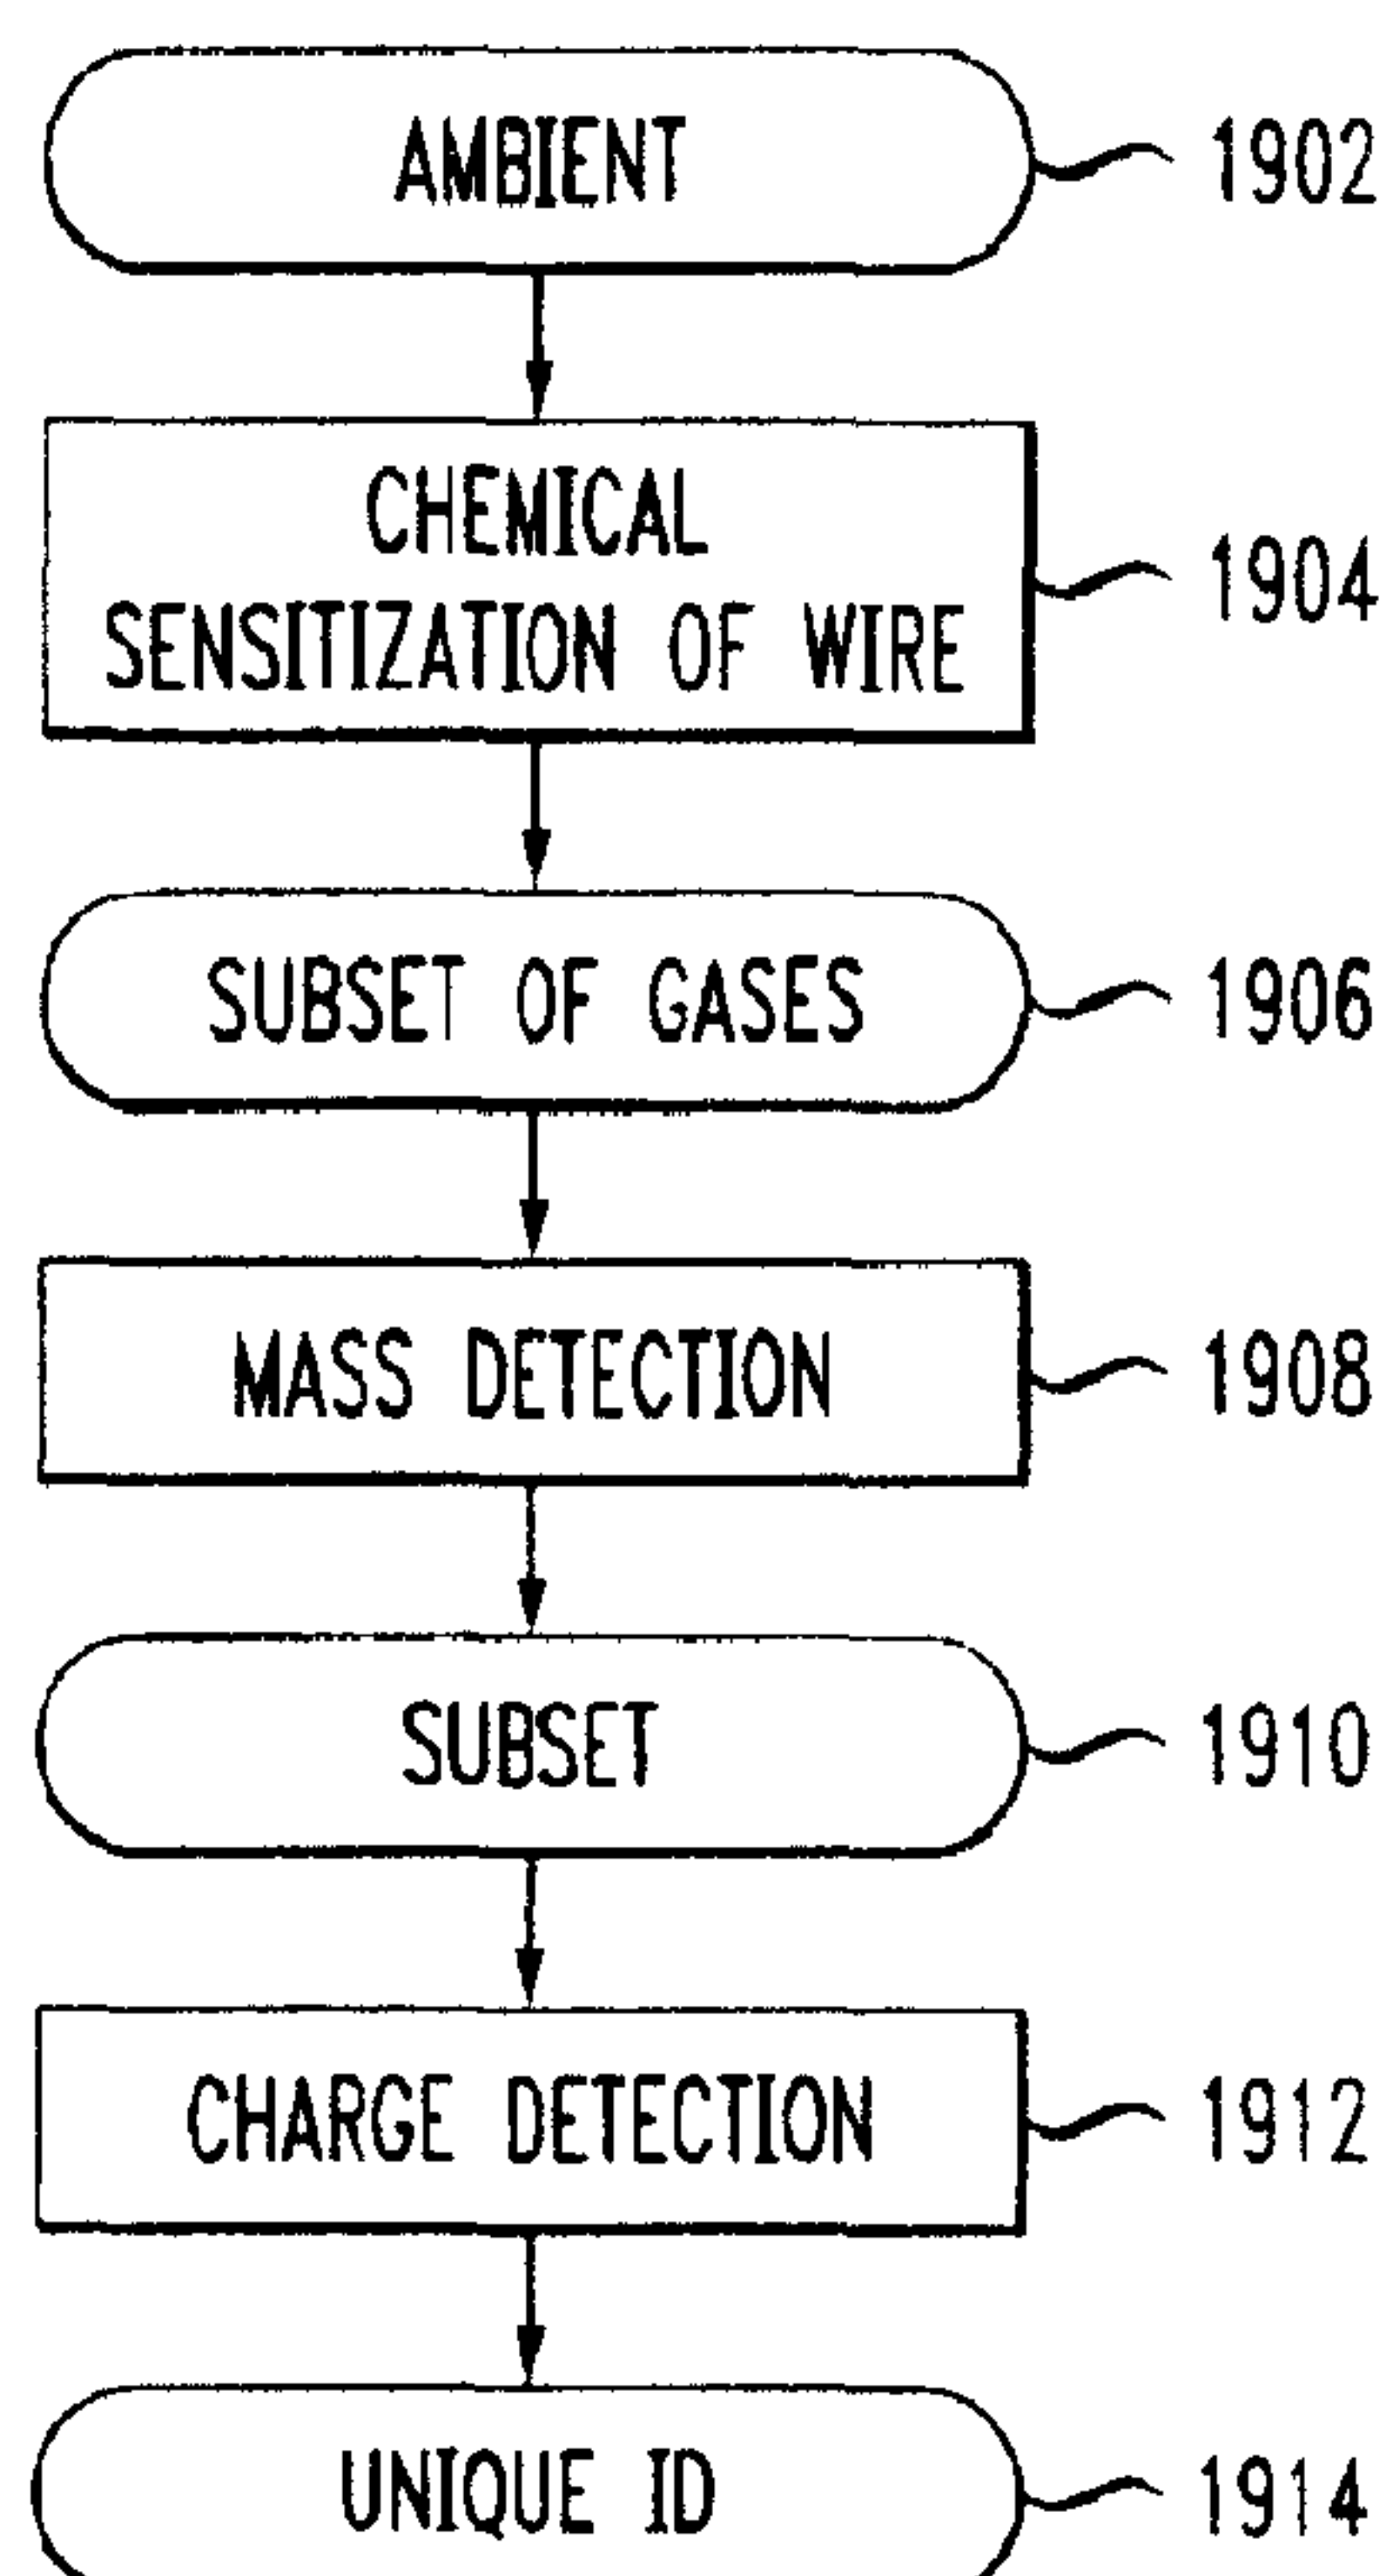 AMBIENT
1902
CHEMICAL
SENSITIZATION OF WIRE
1904
SUBSET OF GASES
1906
MASS DETECTION
1908
SUBSET
1910
CHARGE DETECTION
1912
UNIQUE ID
1914